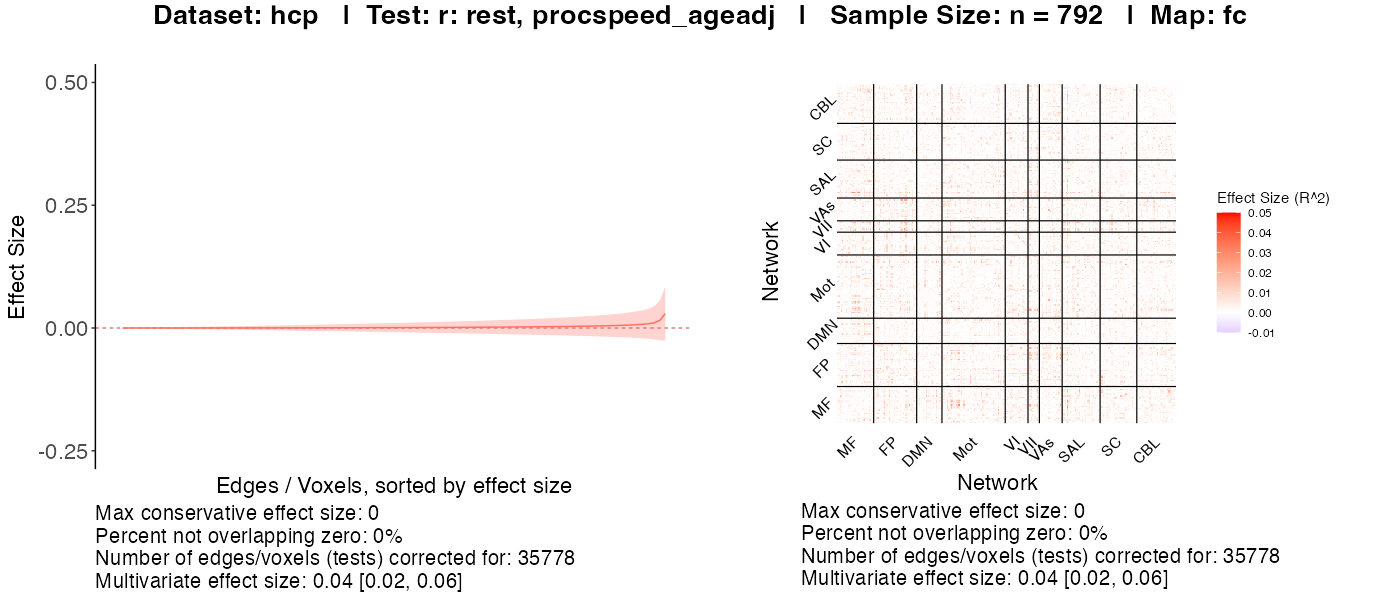 Dataset: hcp | Test: r: rest, procspeed_ageadj | Sample Size: n = 792 | Map: fc
Effect Size
0.50
0.25
0.00
-0.25
Edges / Voxels, sorted by effect size
Max conservative effect size: 0
Percent not overlapping zero: 0%
Number of edges/voxels (tests) corrected for: 35778
Multivariate effect size: 0.04 [0.02, 0.06]
Network
CBL
SC
SAL
VAs
VII
VI
Mot
DMN
FP
MF
MF FP DMN Mot VI VII VAs SAL SC CBL
Network
Effect Size (R^2)
0.05
0.04
0.03
0.02
0.01
0.00
-0.01
Max conservative effect size: 0
Percent not overlapping zero: 0%
Number of edges/voxels (tests) corrected for: 35778
Multivariate effect size: 0.04 [0.02, 0.06]